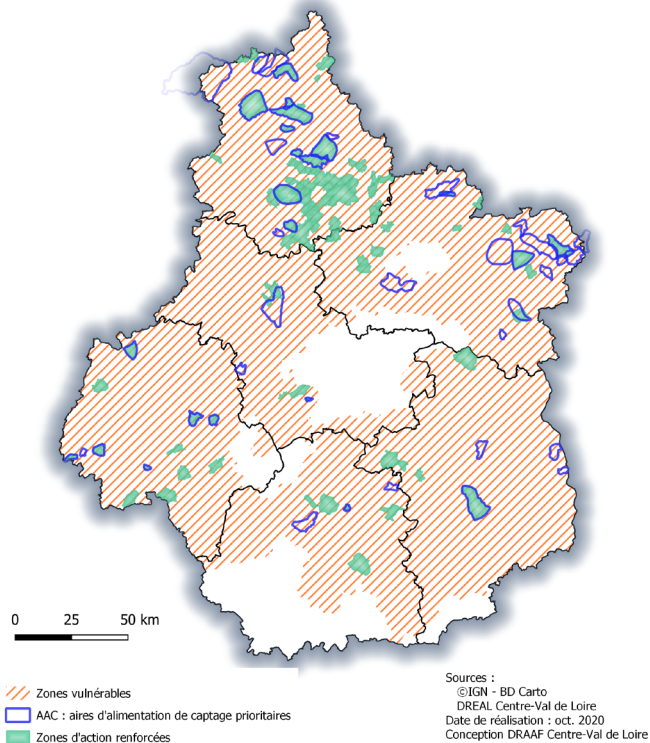 0 25 50 km
Zones vulnérables
AAC : aires d'alimentation de captage prioritaires
Zones d'action renforcées
Sources :
©IGN - BD Carto
DREAL Centre-Val de Loire
Date de réalisation : oct. 2020
Conception DRAAF Centre-Val de Loire